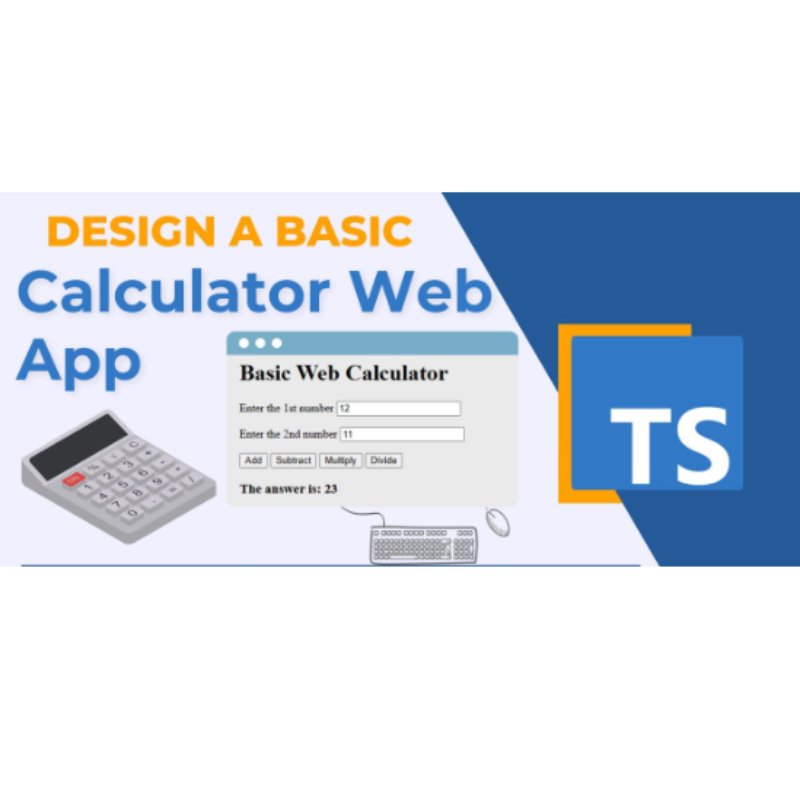 DESIGN A BASIC
Calculator Web
App
Basic Web Calculator
Enter the 1st number 12
Enter the 2nd number 11
Add Subtract Multiply Divide
The answer is: 23
TS